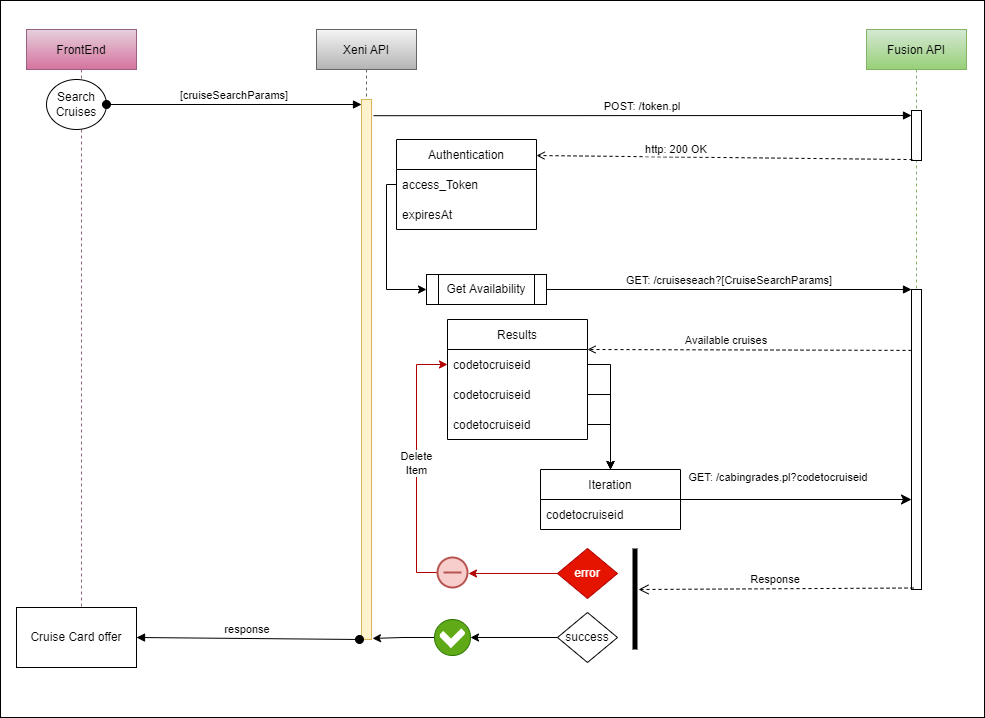 FrontEnd
Xeni API
Fusion API
Search
Cruises
[cruiseSearchParams]
POST: /token.pl
Authentication
http: 200 OK
access_Token
expiresAt
Get Availability
GET: /cruiseseach?[CruiseSearchParams]
Results
Available cruises
codetocruiseid
codetocruiseid
codetocruiseid
Delete
Item
Iteration
GET: /cabingrades.pl?codetocruiseid
codetocruiseid
error
Response
Cruise Card offer
response
success